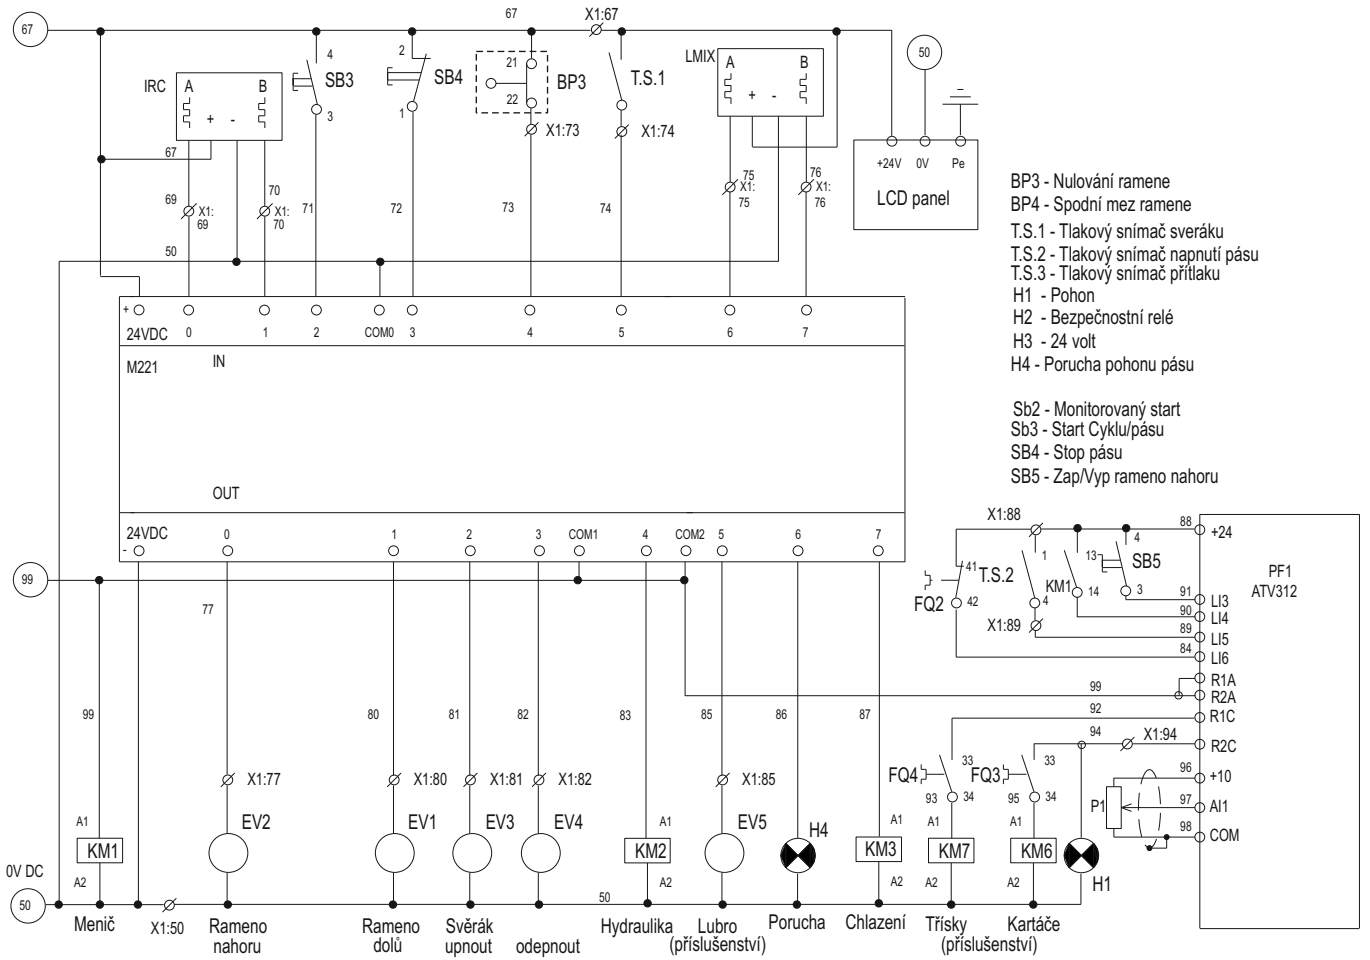 67
67
X1:67
50
IRC
A
B
+
-
4
SB3
3
2
SB4
1
21
22
BP3
X1:73
T.S.1
X1:74
LMIX
A
B
+
-
–
+24V
0V
Pe
LCD panel
67
69
X1:
69
70
X1:
70
71
72
73
74
75
X1:
75
76
X1:
76
50
BP3 - Nulování ramene
BP4 - Spodní mez ramene
T.S.1 - Tlakový snímač sveráku
T.S.2 - Tlakový snímač napnutí pásu
T.S.3 - Tlakový snímač přítlaku
H1 - Pohon
H2 - Bezpečnostní relé
H3 - 24 volt
H4 - Porucha pohonu pásu
Sb2 - Monitorovaný start
Sb3 - Start Cyklu/pásu
SB4 - Stop pásu
SB5 - Zap/Vyp rameno nahoru
+
24VDC
0
1
2
COM0
3
4
5
6
7
M221
IN
OUT
24VDC
-
0
1
2
3
COM1
4
COM2
5
6
7
99
77
99
80
81
82
83
85
86
87
X1:77
X1:80
X1:81
X1:82
X1:85
A1
KM1
A2
EV2
EV1
EV3
EV4
A1
KM2
A2
EV5
H4
A1
KM3
A2
X1:88
88
+24
41
FQ2
42
T.S.2
1
4
X1:89
13
KM1
14
4
SB5
3
PF1
ATV312
91
LI3
90
LI4
89
LI5
84
LI6
R1A
99
R2A
92
R1C
94
X1:94
R2C
96
+10
97
AI1
98
COM
P1
FQ4
33
93
34
A1
KM7
A2
FQ3
33
95
34
A1
KM6
A2
H1
0V DC
50
50
X1:50
Menič
Rameno
nahoru
Rameno
dolů
Svěrák
upnout
odepnout
Hydraulika
Lubro
(příslušenství)
Porucha
Chlazení
Třísky
Kartáče
(příslušenství)